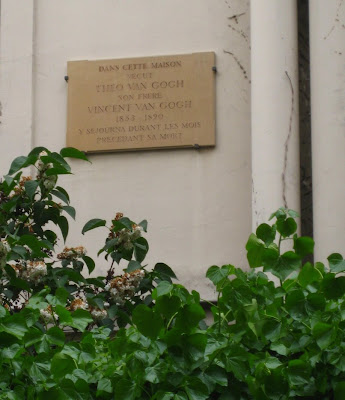 DANS CETTE MAISON
VECUT
THEO VAN GOGH
SON FRERE
VINCENT VAN GOGH
1853 - 1890
Y SEJOURNA DURANT LES MOIS
PRECEDANT SA MORT